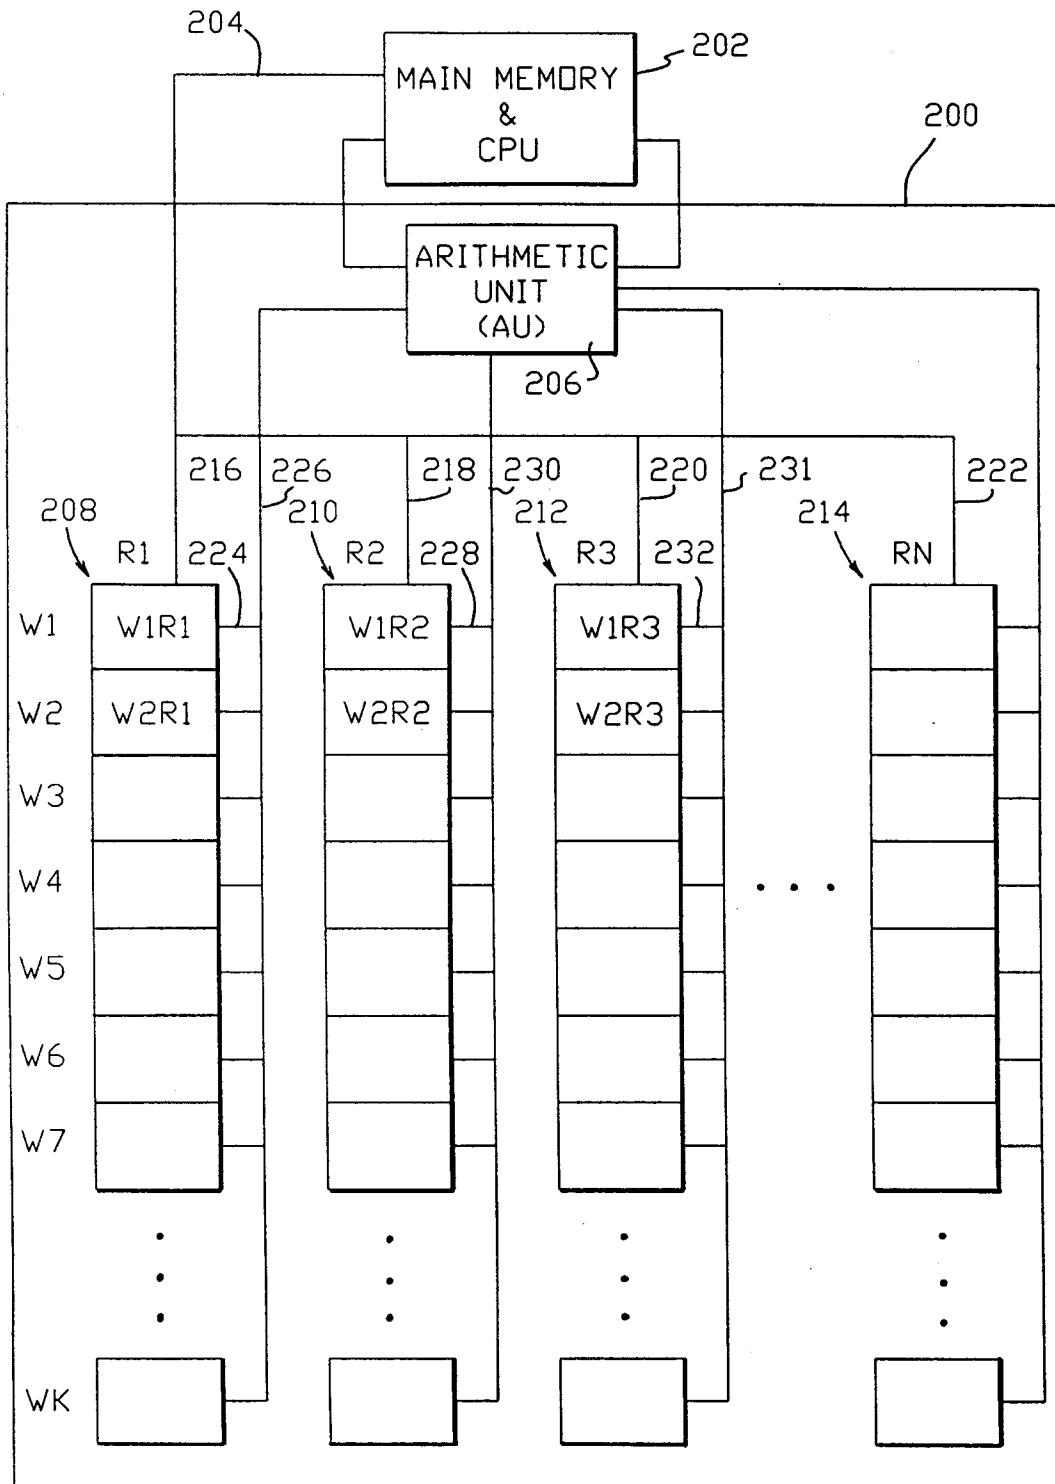 204
202
MAIN MEMORY
&
CPU
200
ARITHMETIC
UNIT
(AU)
206
216 226 218 230 220 231 222
208 210 212 214
R1 224 R2 228 R3 232 RN
W1 W1R1 W1R2 W1R3
W2 W2R1 W2R2 W2R3
W3
W4
W5
W6
W7
WK